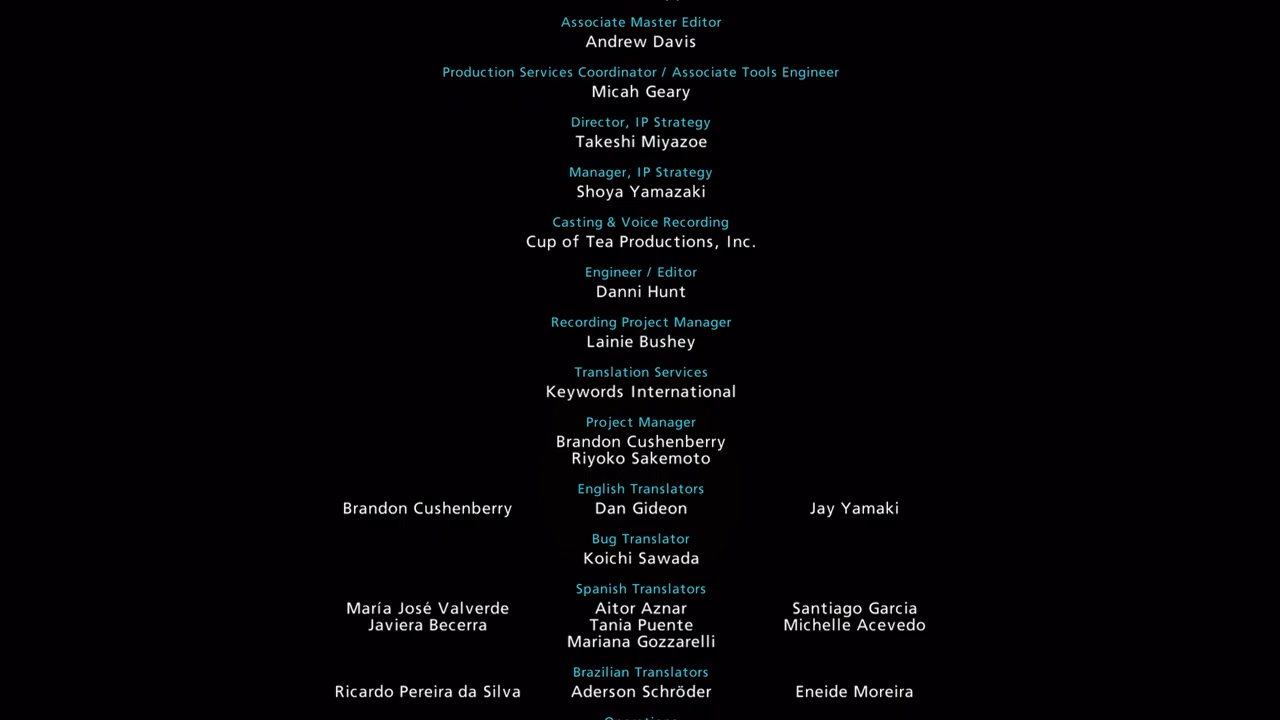 Associate Master Editor
Andrew Davis
Production Services Coordinator / Associate Tools Engineer
Micah Geary
Director, IP Strategy
Takeshi Miyazoe
Manager, IP Strategy
Shoya Yamazaki
Casting & Voice Recording
Cup of Tea Productions, Inc.
Engineer / Editor
Danni Hunt
Recording Project Manager
Lainie Bushey
Translation Services
Keywords International
Project Manager
Brandon Cushenberry
Riyoko Sakemoto
English Translators
Brandon Cushenberry Dan Gideon Jay Yamaki
Bug Translator
Koichi Sawada
Spanish Translators
María José Valverde Aitor Aznar Santiago Garcia
Javiera Becerra Tania Puente Michelle Acevedo
Mariana Gozzarelli
Brazilian Translators
Ricardo Pereira da Silva Aderson Schröder Eneide Moreira